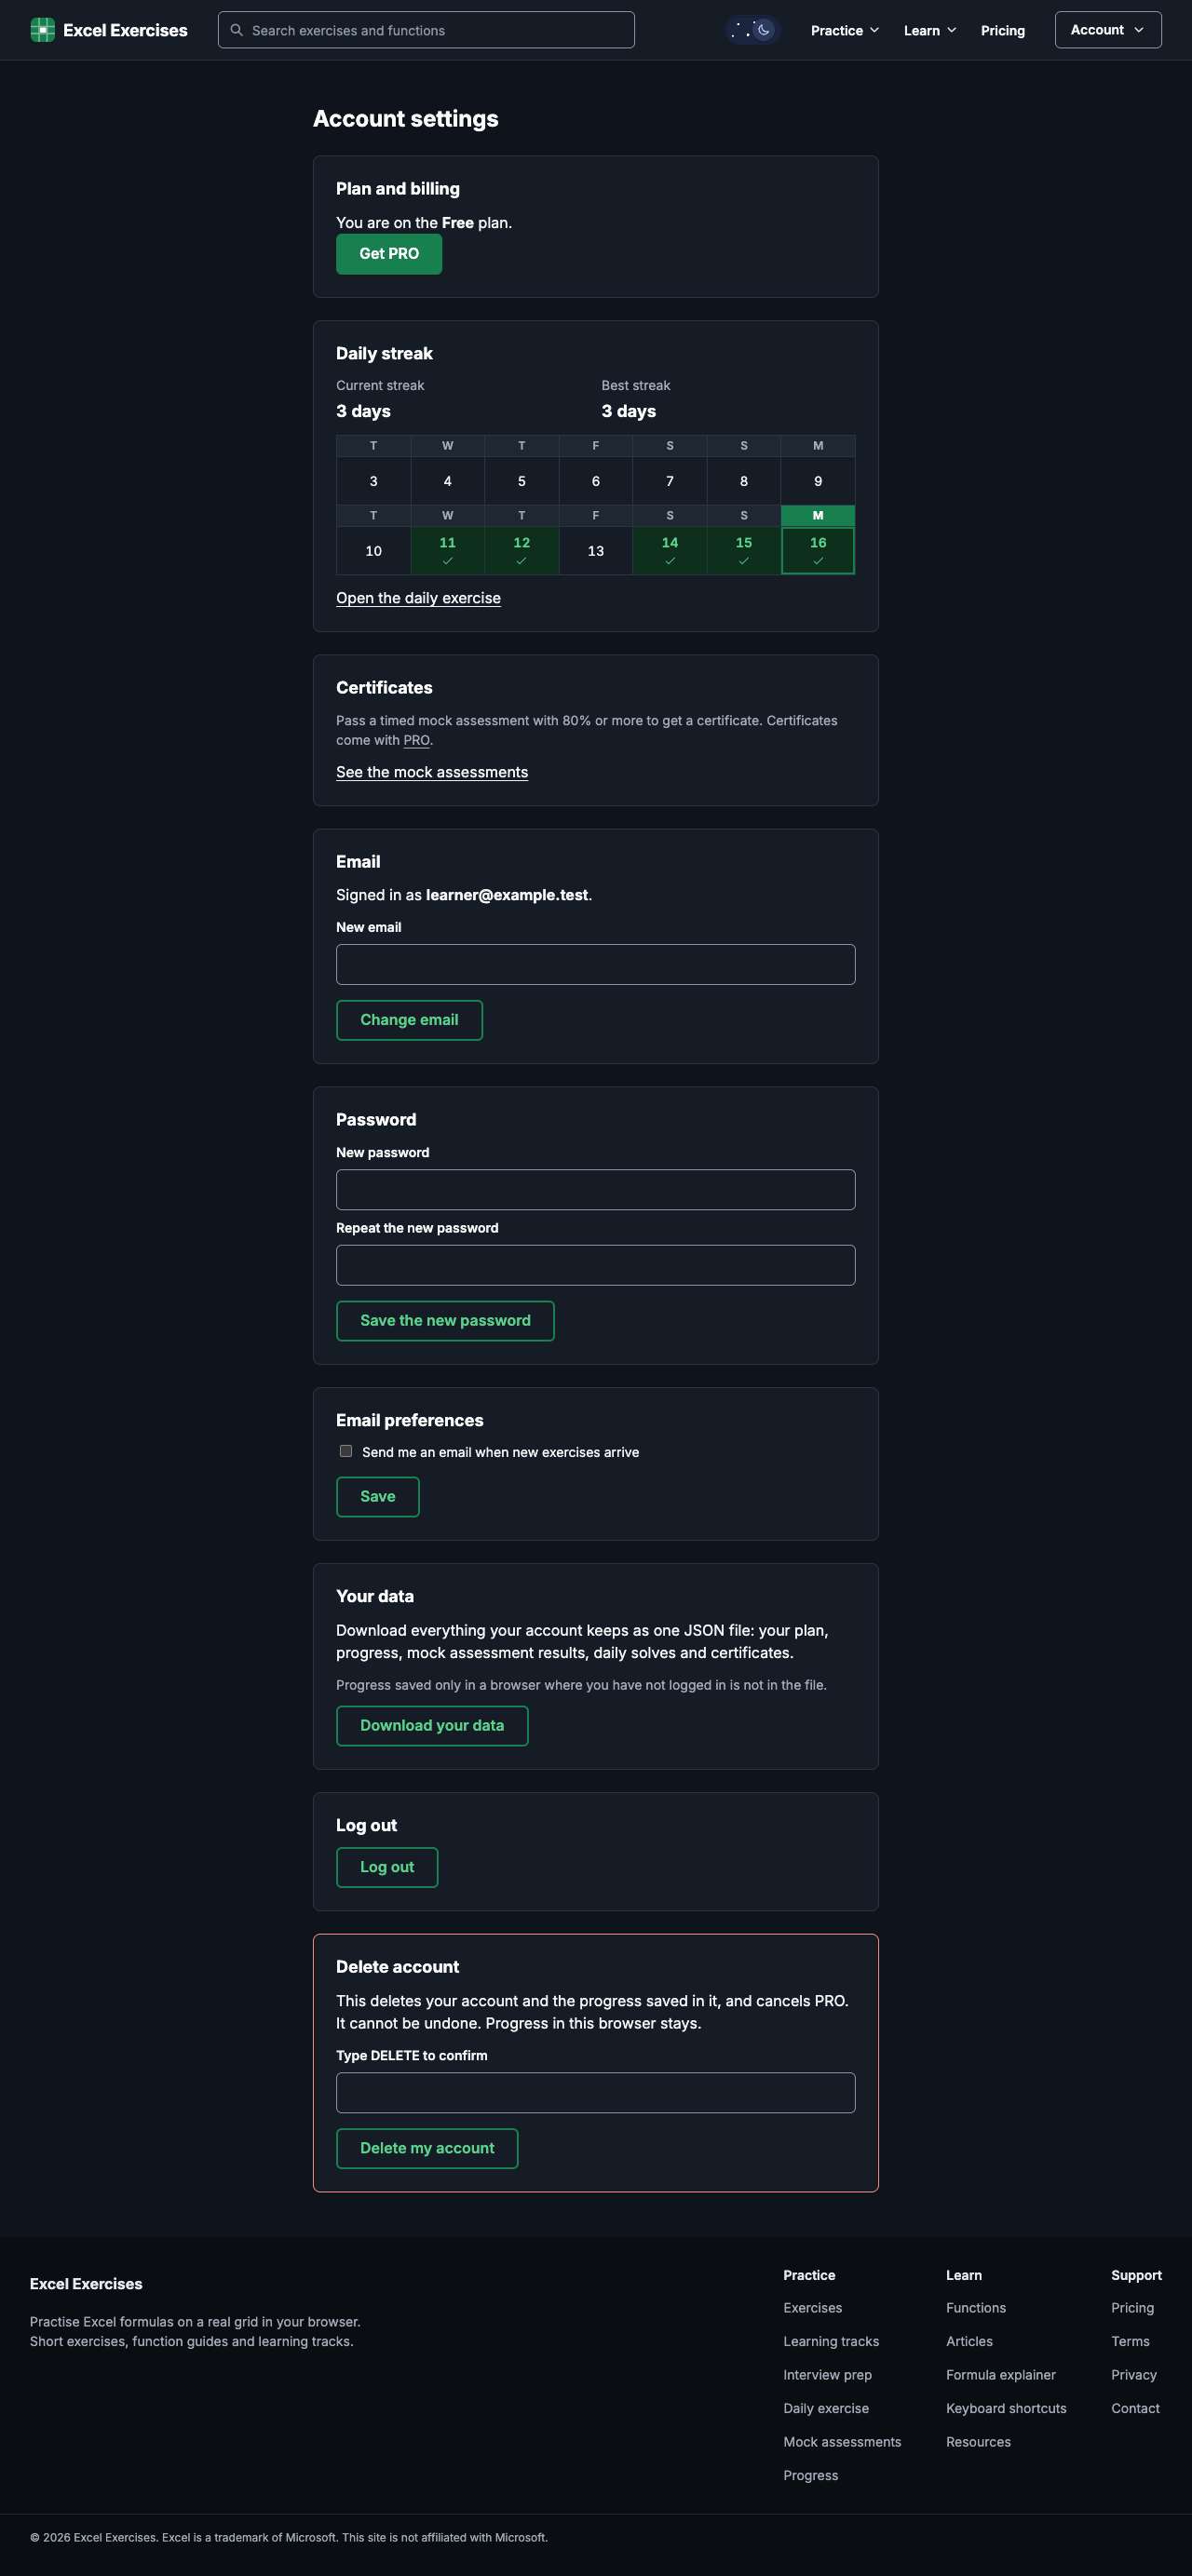 Excel Exercises
Search exercises and functions
Practice
Learn
Pricing
Account
Account settings
Plan and billing
You are on the Free plan.
Get PRO
Daily streak
Current streak
Best streak
3 days
3 days
T W T F S S M
3 4 5 6 7 8 9
T W T F S S M
10 11 12 13 14 15 16
Open the daily exercise
Certificates
Pass a timed mock assessment with 80% or more to get a certificate. Certificates
come with PRO.
See the mock assessments
Email
Signed in as learner@example.test.
New email
Change email
Password
New password
Repeat the new password
Save the new password
Email preferences
Send me an email when new exercises arrive
Save
Your data
Download everything your account keeps as one JSON file: your plan,
progress, mock assessment results, daily solves and certificates.
Progress saved only in a browser where you have not logged in is not in the file.
Download your data
Log out
Log out
Delete account
This deletes your account and the progress saved in it, and cancels PRO.
It cannot be undone. Progress in this browser stays.
Type DELETE to confirm
Delete my account
Excel Exercises
Practise Excel formulas on a real grid in your browser.
Short exercises, function guides and learning tracks.
Practice
Exercises
Learning tracks
Interview prep
Daily exercise
Mock assessments
Progress
Learn
Functions
Articles
Formula explainer
Keyboard shortcuts
Resources
Support
Pricing
Terms
Privacy
Contact
© 2026 Excel Exercises. Excel is a trademark of Microsoft. This site is not affiliated with Microsoft.